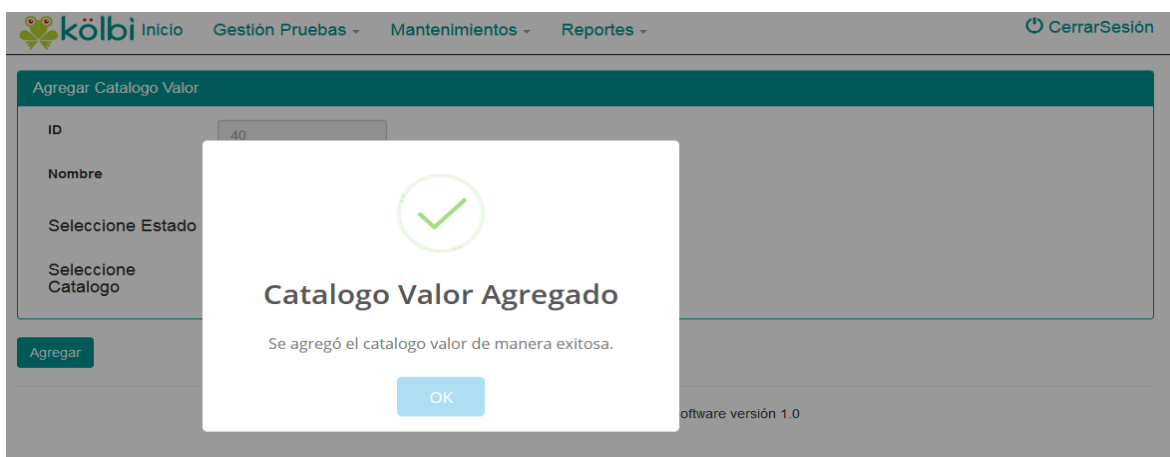 kölbi Inicio Gestión Pruebas Mantenimientos Reportes CerrarSesión
Agregar Catalogo Valor
ID 40
Nombre
Seleccione Estado
Seleccione
Catalogo
Catalogo Valor Agregado
Se agregó el catalogo valor de manera exitosa.
OK
Agregar
oftware versión 1.0